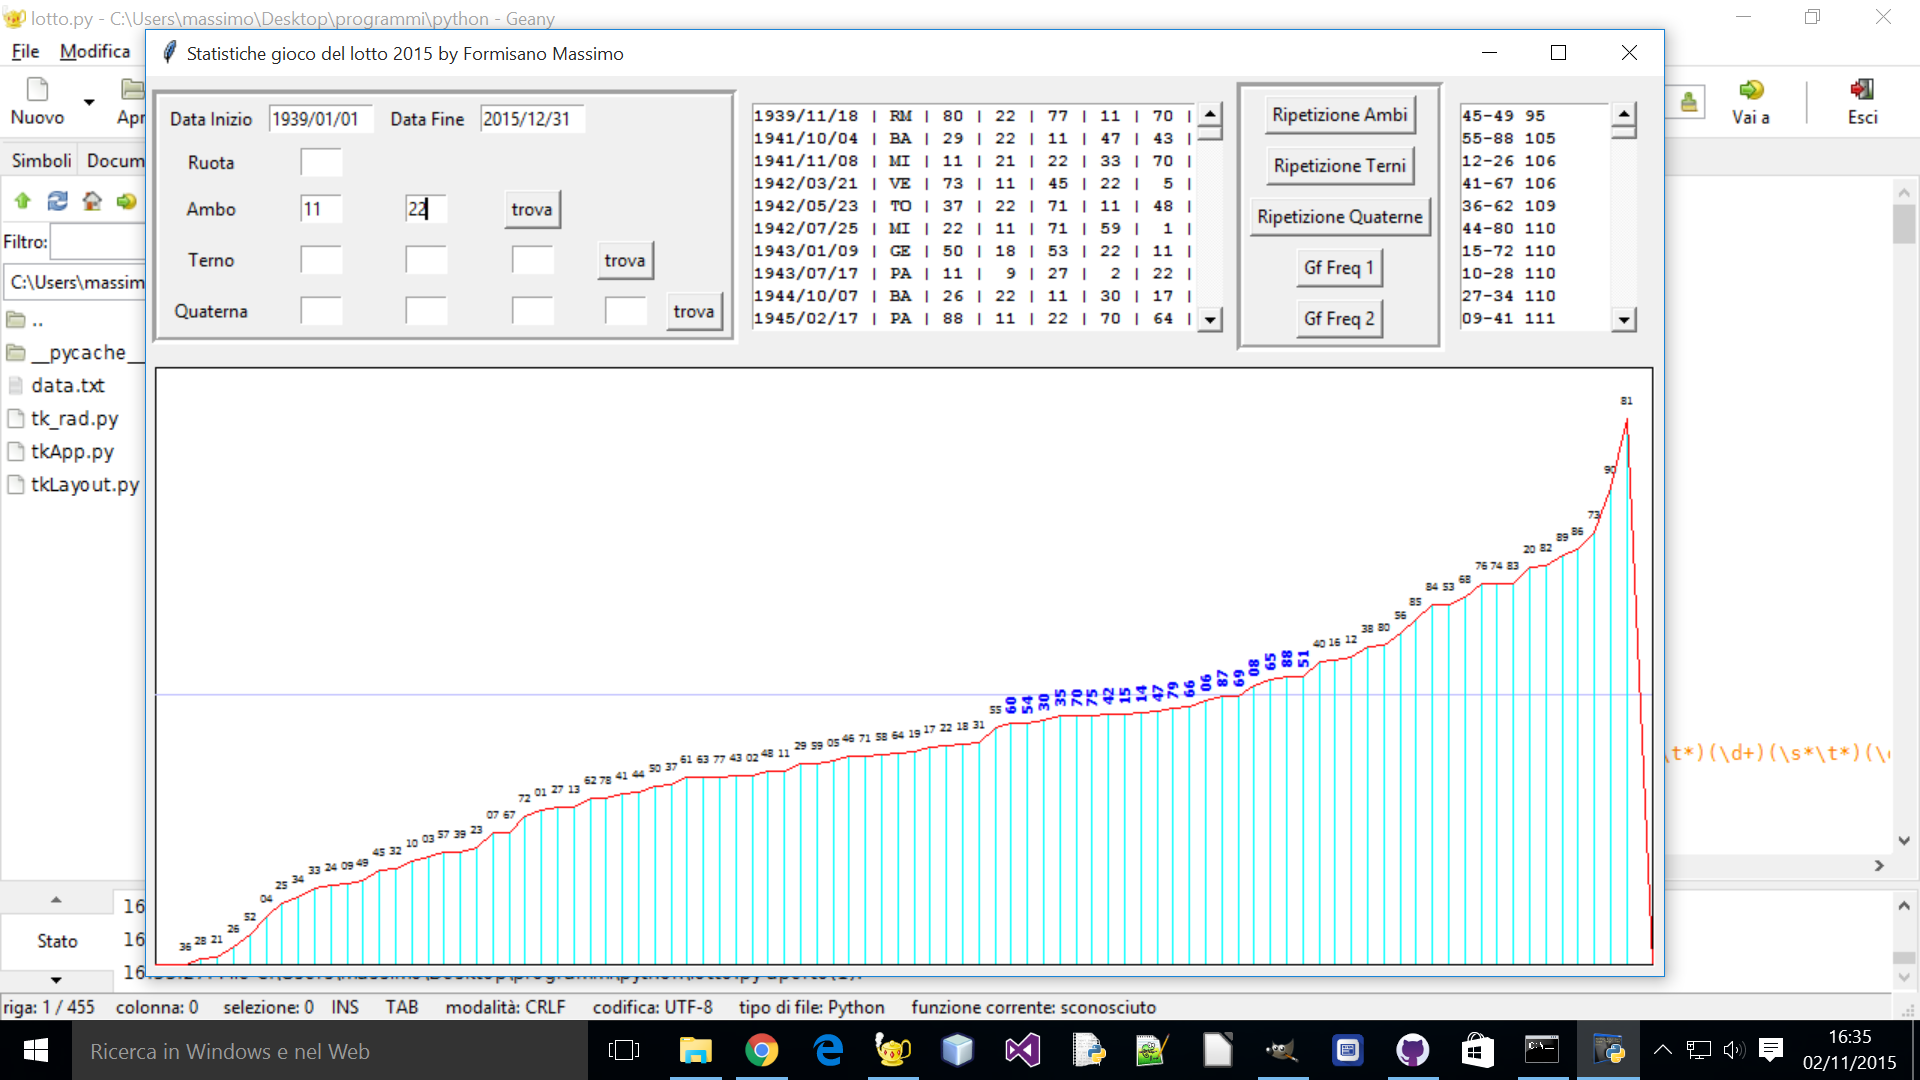 lotto.py - C:\Users\massimo\Desktop\programmi\python - Geany
File Modifica
Statistiche gioco del lotto 2015 by Formisano Massimo
Nuovo Apr Vai a Esci
Simboli Docum
Filtro:
C:\Users\massim
..
__pycache__
data.txt
tk_rad.py
tkApp.py
tkLayout.py
Data Inizio 1939/01/01 Data Fine 2015/12/31
Ruota
Ambo 11 22 trova
Terno trova
Quaterna trova
1939/11/18 | RM | 80 | 22 | 77 | 11 | 70 |
1941/10/04 | BA | 29 | 22 | 11 | 47 | 43 |
1941/11/08 | MI | 11 | 21 | 22 | 33 | 70 |
1942/03/21 | VE | 73 | 11 | 45 | 22 | 5 |
1942/05/23 | TO | 37 | 22 | 71 | 11 | 48 |
1942/07/25 | MI | 22 | 11 | 71 | 59 | 1 |
1943/01/09 | GE | 50 | 18 | 53 | 22 | 11 |
1943/07/17 | PA | 11 | 9 | 27 | 2 | 22 |
1944/10/07 | BA | 26 | 22 | 11 | 30 | 17 |
1945/02/17 | PA | 88 | 11 | 22 | 70 | 64 |
Ripetizione Ambi
Ripetizione Terni
Ripetizione Quaterne
Gf Freq 1
Gf Freq 2
45-49 95
55-88 105
12-26 106
41-67 106
36-62 109
44-80 110
15-72 110
10-28 110
27-34 110
09-41 111
36 28 21 26 52 04 25 34 33 24 09 49 45 32 10 03 57 39 23 07 67 72 01 27 13 62 78 41 44 50 37 61 63 77 43 02 48 11 29 59 05 46 71 58 64 19 17 22 18 31 55 60 54 30 35 70 75 42 15 14 47 79 66 06 87 69 08 65 88 51 40 16 12 38 80 56 85 84 53 68 76 74 83 20 82 89 86 73 90 81
\t*)(\d+)(\s*\t*)(\
Stato
16
16
16
riga: 1 / 455 colonna: 0 selezione: 0 INS TAB modalità: CRLF codifica: UTF-8 tipo di file: Python funzione corrente: sconosciuto
Ricerca in Windows e nel Web
16:35
02/11/2015